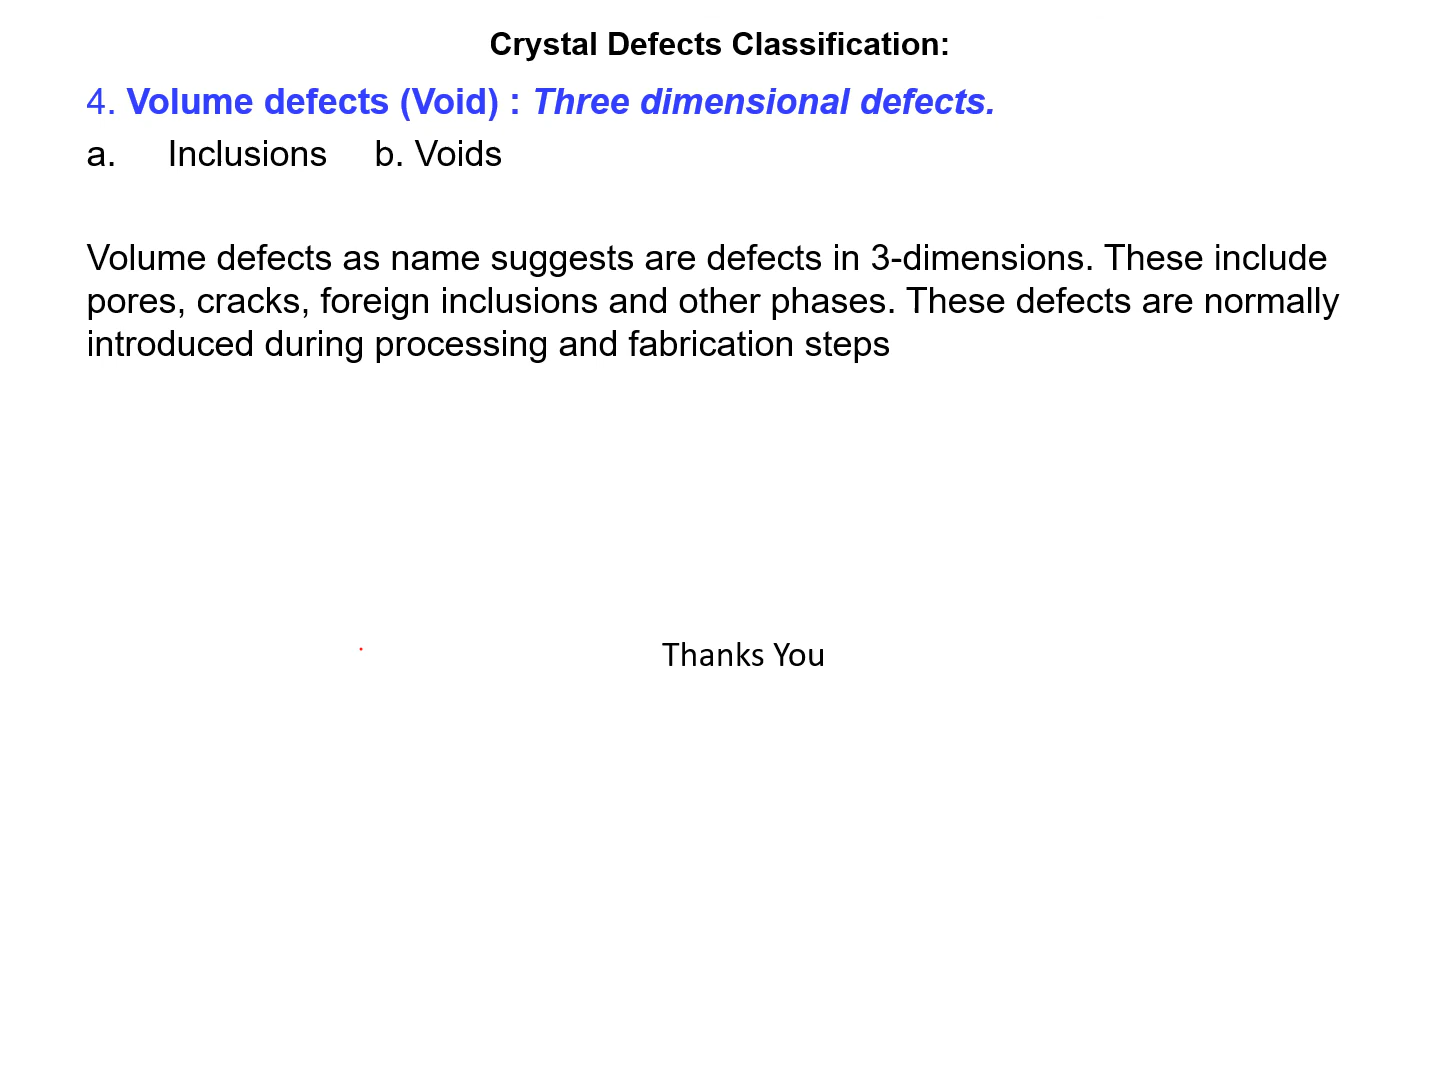 Crystal Defects Classification:
4. Volume defects (Void) : Three dimensional defects.
a. Inclusions b. Voids
Volume defects as name suggests are defects in 3-dimensions. These include
pores, cracks, foreign inclusions and other phases. These defects are normally
introduced during processing and fabrication steps
Thanks You